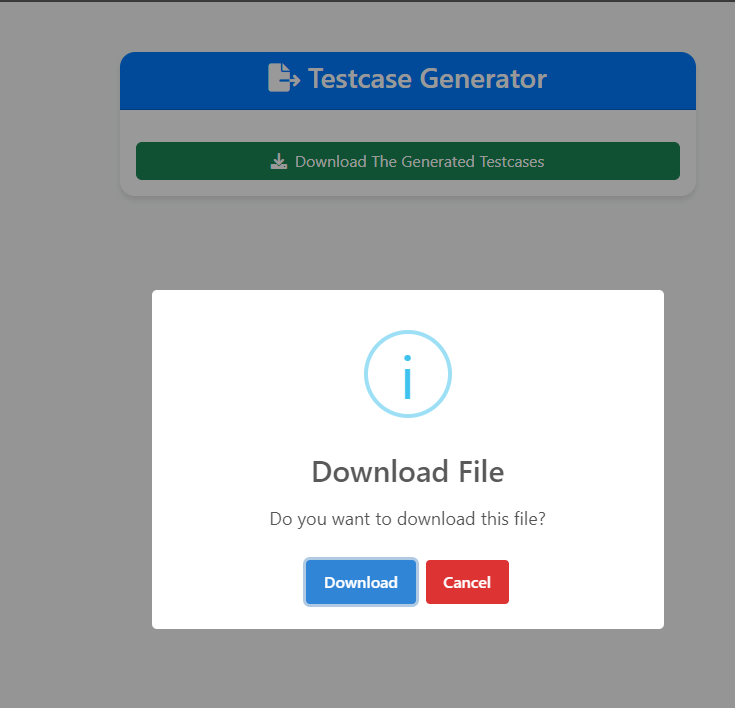 Testcase Generator
Download The Generated Testcases
Download File
Do you want to download this file?
Download Cancel